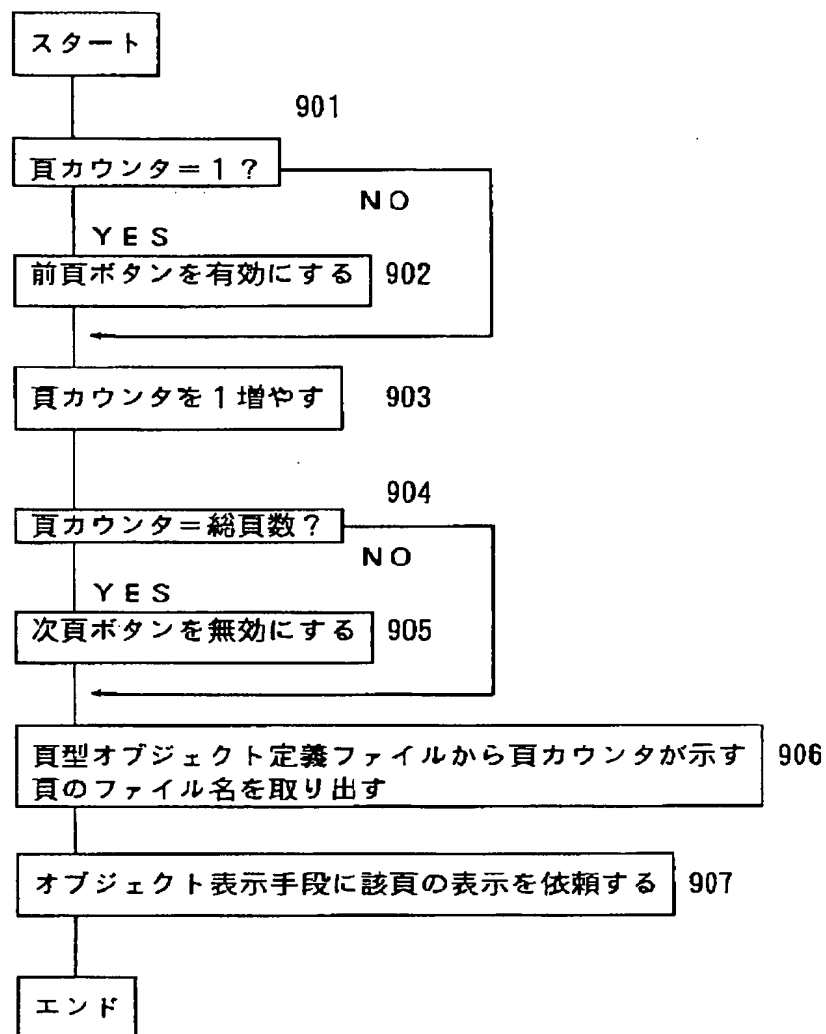 スタート
901
頁カウンタ＝1？
NO
YES
前頁ボタンを有効にする 902
頁カウンタを1増やす 903
904
頁カウンタ＝総頁数？
NO
YES
次頁ボタンを無効にする 905
頁型オブジェクト定義ファイルから頁カウンタが示す 906
頁のファイル名を取り出す
オブジェクト表示手段に該頁の表示を依頼する 907
エンド